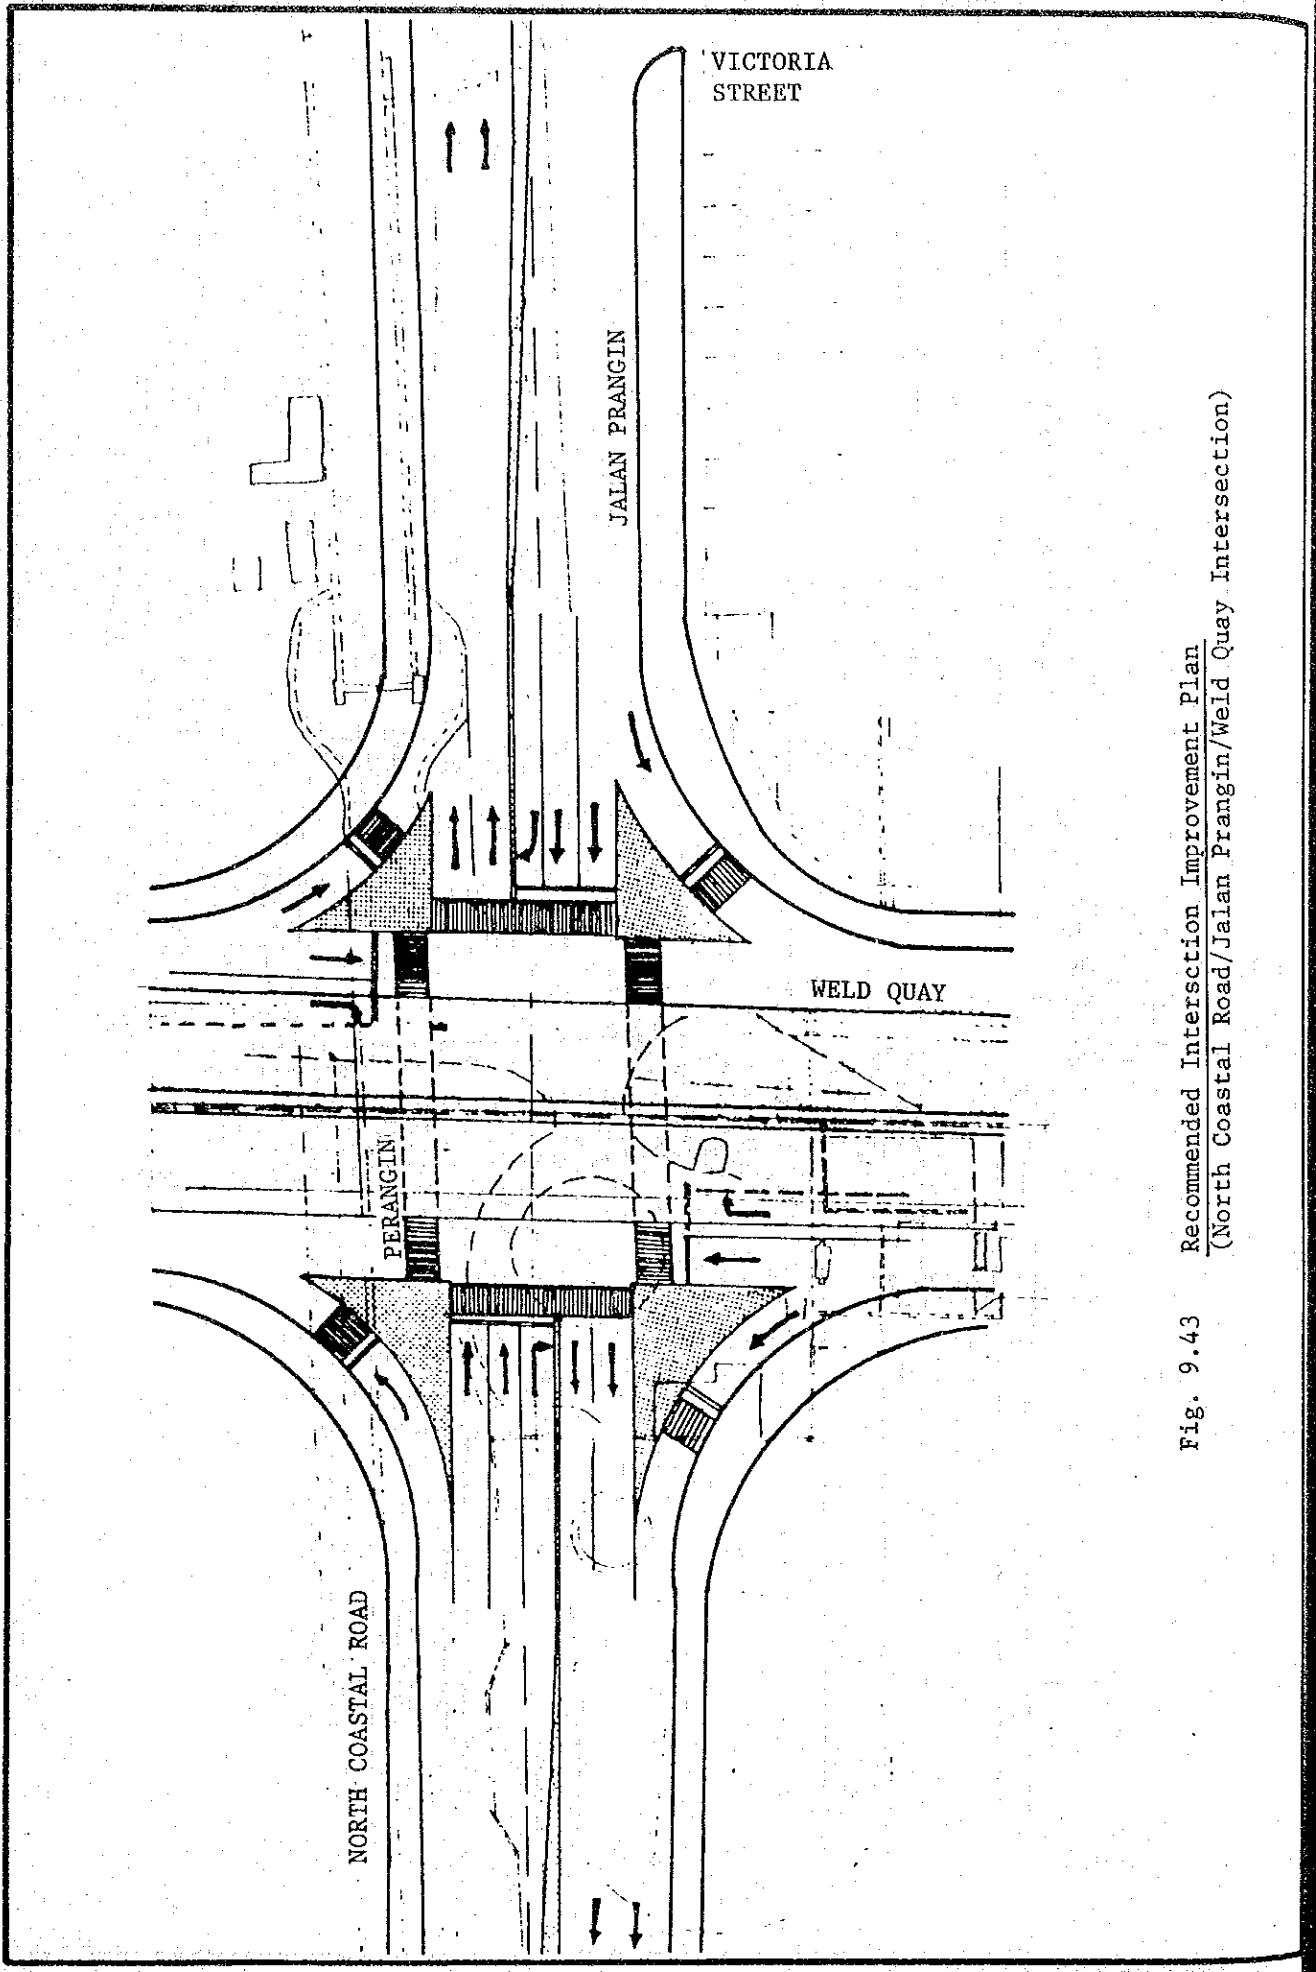 VICTORIA
STREET
JALAN PRANGIN
WELD QUAY
PERANGIN
NORTH COASTAL ROAD
Fig. 9.43 Recommended Intersction Improvement Plan
(North Coastal Road/Jalan Prangin/Weld Quay Intersection)